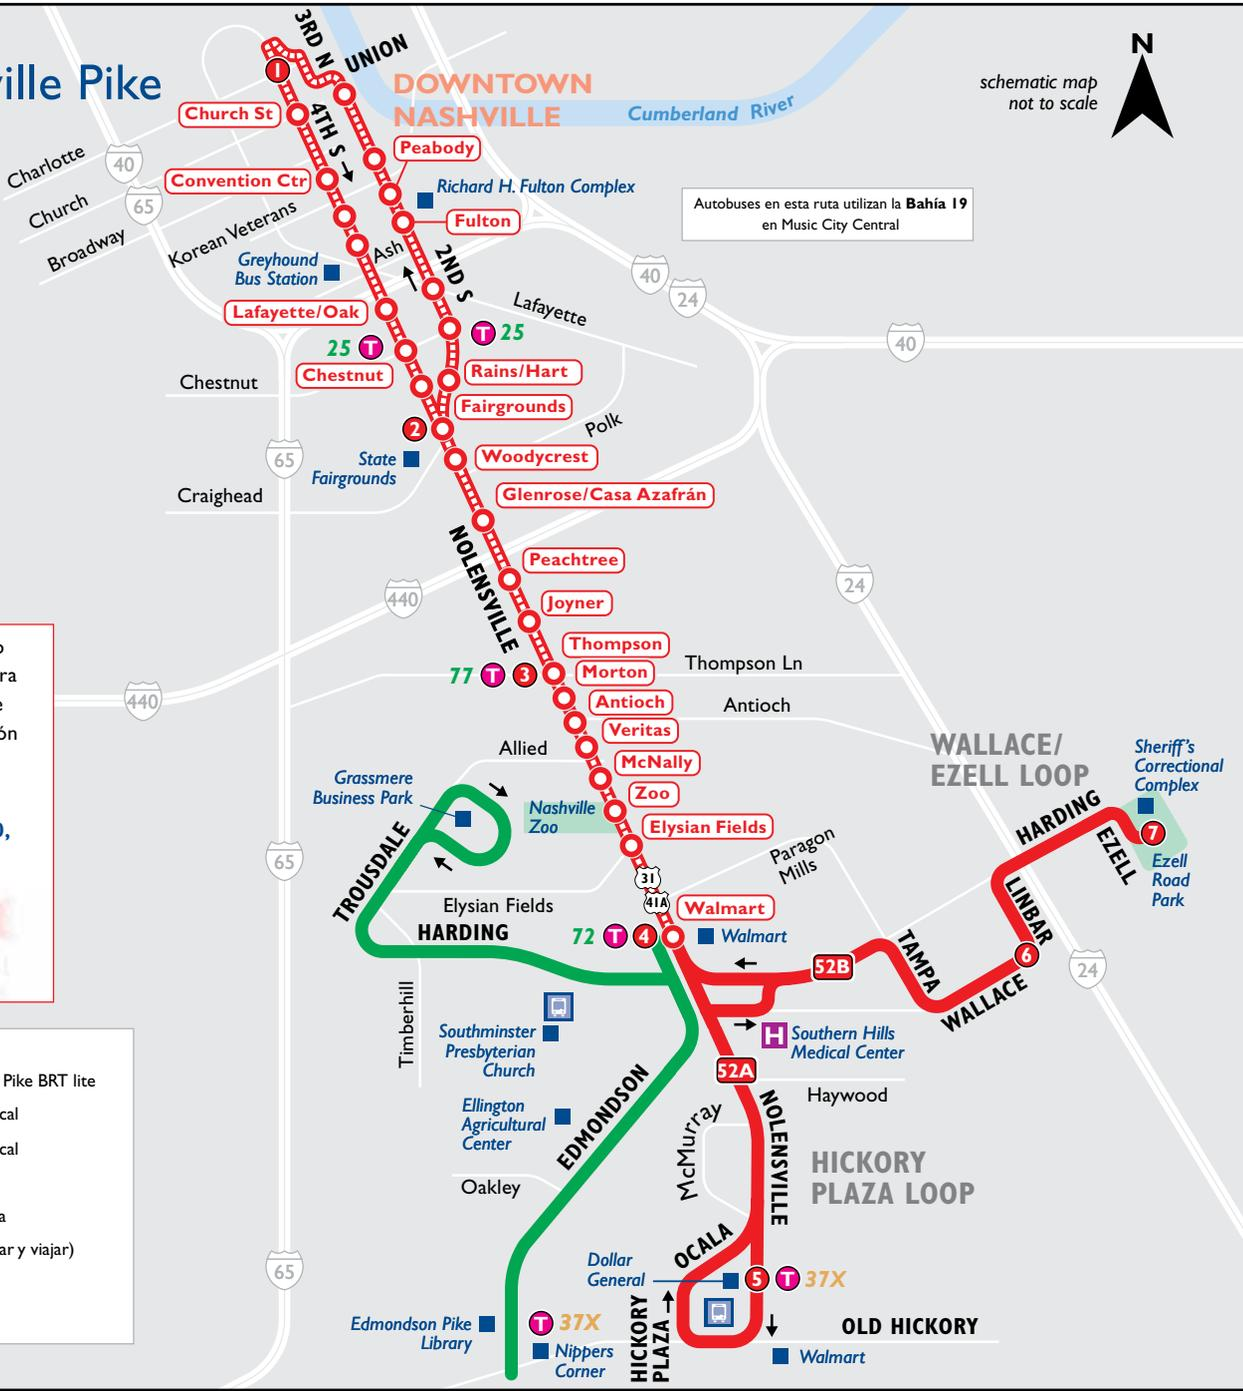 ville Pike
3RD N
UNION
DOWNTOWN
NASHVILLE
Cumberland River
schematic map
not to scale
N
1
Church St
4TH S
Charlotte
40
Peabody
Convention Ctr
Richard H. Fulton Complex
Autobuses en esta ruta utilizan la Bahía 19
en Music City Central
Church
65
Fulton
Broadway
Korean Veterans
Ash
Greyhound
Bus Station
2ND S
40
24
Lafayette
Lafayette/Oak
25 T
T 25
40
Chestnut
Chestnut
Rains/Hart
Fairgrounds
2
Polk
State
Fairgrounds
Woodycrest
65
Craighead
Glenrose/Casa Azafrán
NOLENSVILLE
Peachtree
24
440
Joyner
Thompson
Thompson Ln
77 T 3
Morton
440
Antioch
Antioch
Veritas
Allied
McNally
WALLACE/
EZELL LOOP
Sheriff's
Correctional
Complex
Grassmere
Business Park
Zoo
Nashville
Zoo
Elysian Fields
HARDING
7
EZELL
Ezell
Road
Park
Paragon
Mills
65
TROUSDALE
31
41A
Elysian Fields
Walmart
LINBAR
HARDING
72 T 4
Walmart
TAMPA
6
52B
24
WALLACE
Timberhill
Southminster
Presbyterian
Church
H
Southern Hills
Medical Center
52A
Haywood
Ellington
Agricultural
Center
EDMONDSON
McMurray
NOLENSVILLE
HICKORY
PLAZA LOOP
Oakley
OCALA
65
Dollar
General
5 T 37X
HICKORY
PLAZA
Edmondson Pike
Library
T 37X
Nippers
Corner
OLD HICKORY
Walmart
o
ra
e
ón
0,
Pike BRT lite
cal
cal
a
ar y viajar)